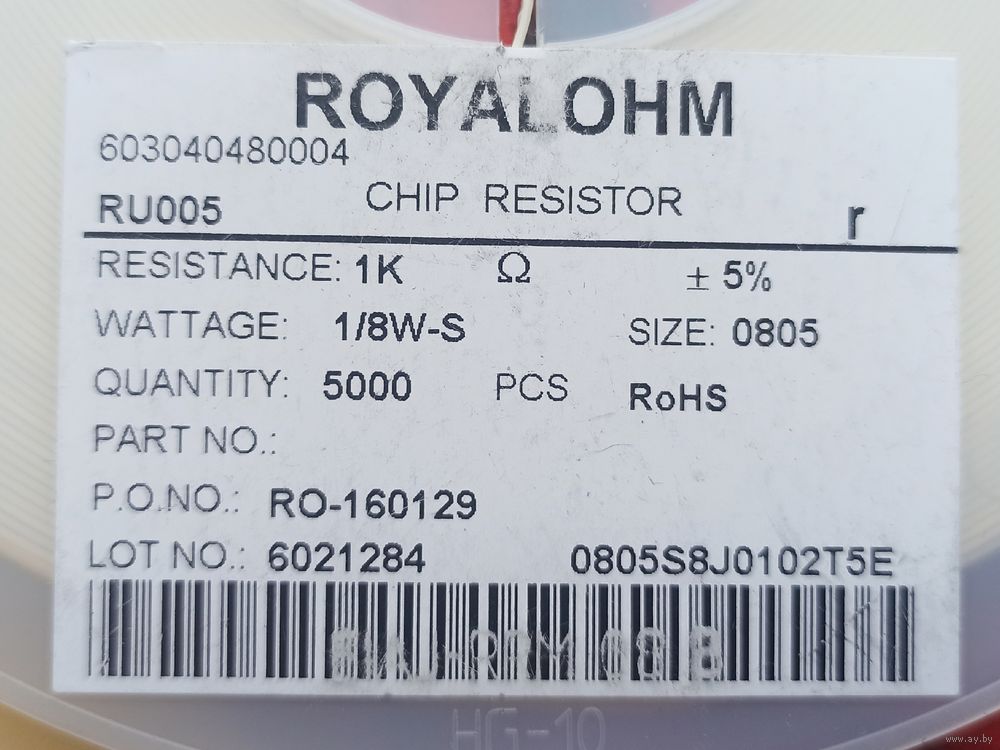 ROYALOHM
603040480004
RU005 CHIP RESISTOR r
RESISTANCE: 1K Ω ± 5%
WATTAGE: 1/8W-S SIZE: 0805
QUANTITY: 5000 PCS RoHS
PART NO.:
P.O.NO.: RO-160129
LOT NO.: 6021284 0805S8J0102T5E
HG-10
www.ay.by